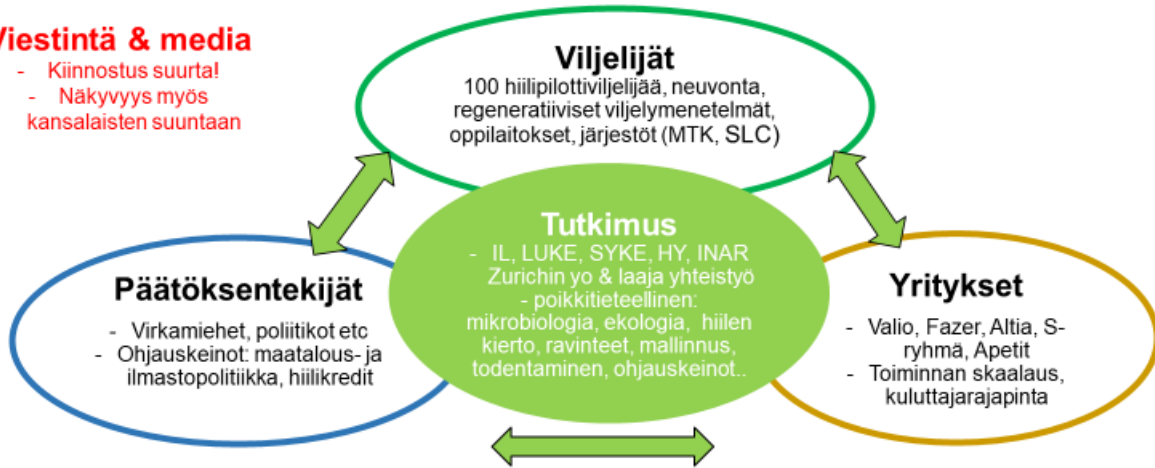 Viestintä & media
- Kiinnostus suurta!
- Näkyvyys myös
kansalaisten suuntaan
Viljelijät
100 hiilipilottiviljelijää, neuvonta,
regeneratiiviset viljelymenetelmät,
oppilaitokset, järjestöt (MTK, SLC)
Tutkimus
- IL, LUKE, SYKE, HY, INAR
Zurichin yo & laaja yhteistyö
- poikkitieteellinen:
mikrobiologia, ekologia, hiilen
kierto, ravinteet, mallinnus,
todentaminen, ohjauskeinot..
Päätöksentekijät
- Virkamiehet, poliitikot etc
- Ohjauskeinot: maatalous- ja
ilmastopolitiikka, hiilikredit
Yritykset
- Valio, Fazer, Altia, S-
ryhmä, Apetit
- Toiminnan skaalaus,
kuluttajarajapinta